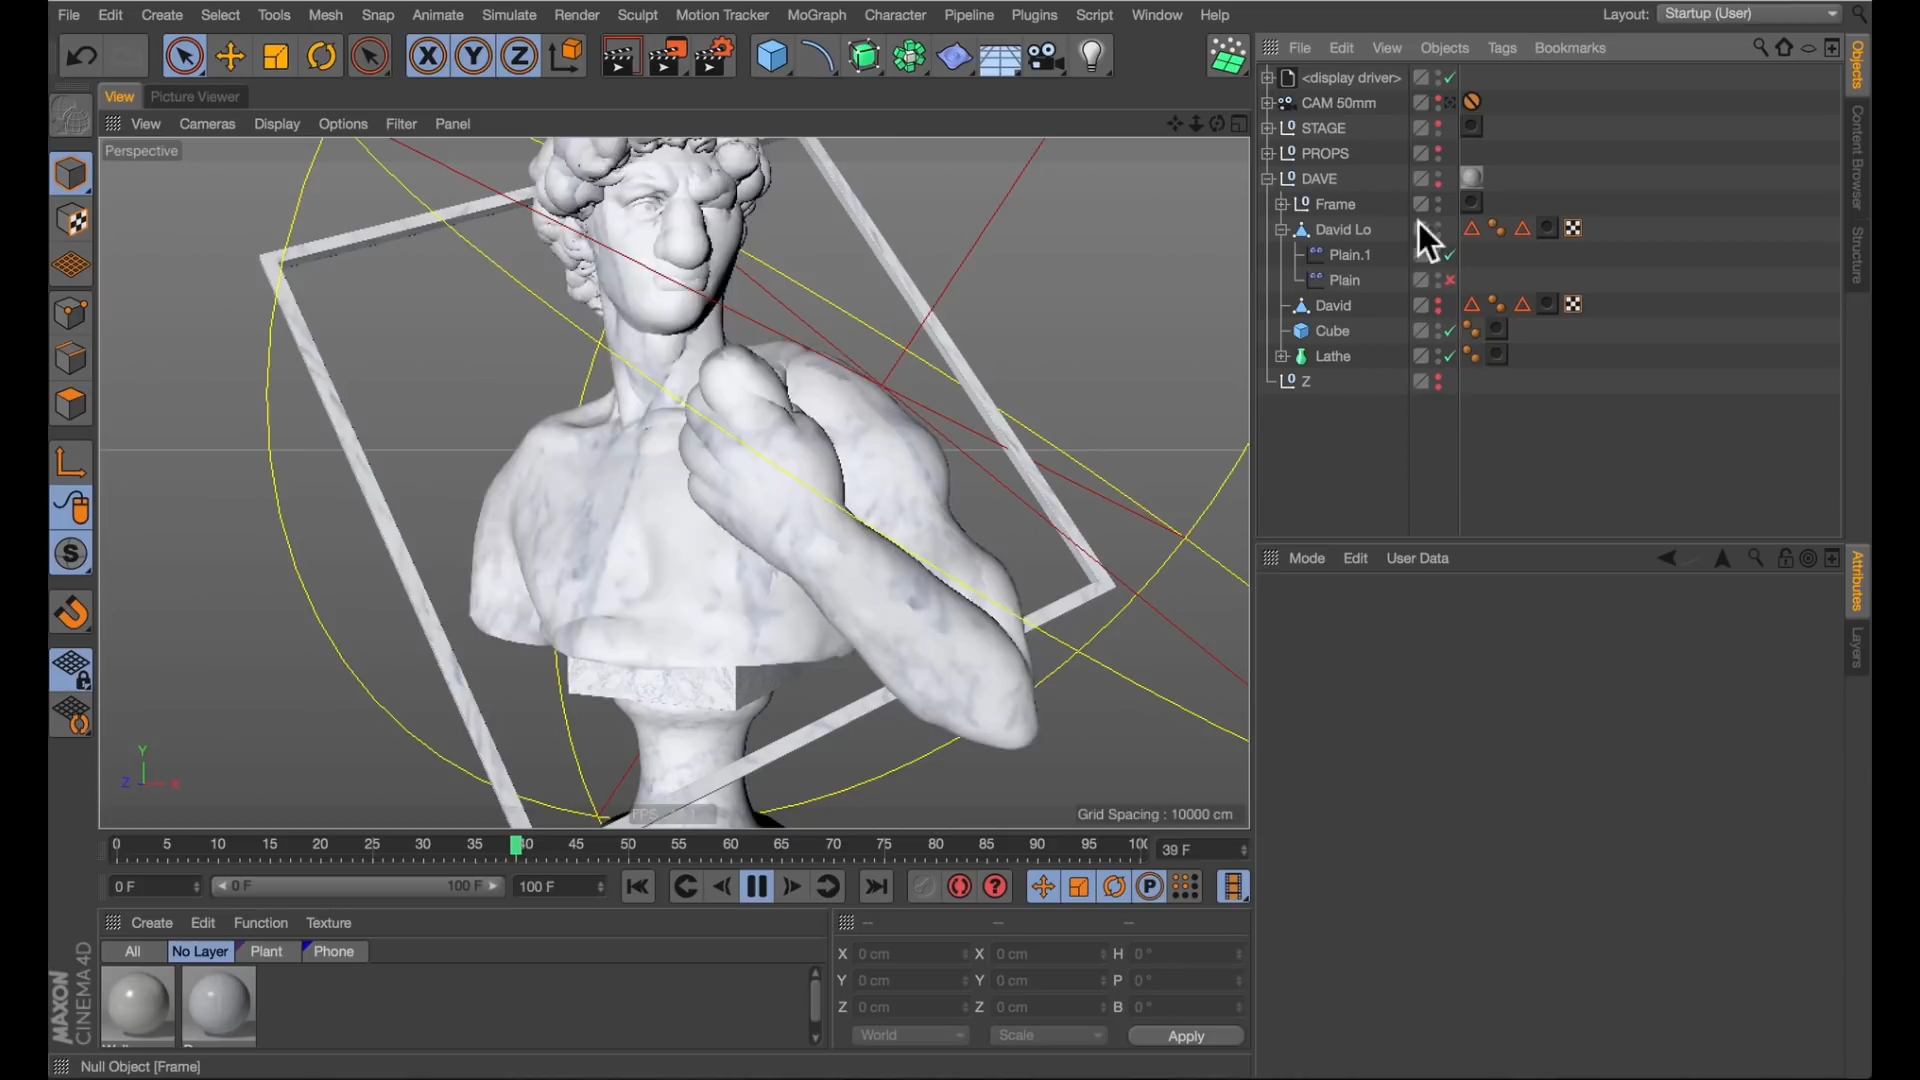 File Edit Create Select Tools Mesh Snap Animate Simulate Render Sculpt Motion Tracker MoGraph Character Pipeline Plugins Script Window Help Layout: Startup (User)
X Y Z
File Edit View Objects Tags Bookmarks
View Picture Viewer
View Cameras Display Options Filter Panel
Perspective
<display driver>
CAM 50mm
STAGE
PROPS
DAVE
Frame
David Lo
Plain.1
Plain
David
Cube
Lathe
Z
Objects
Content Browser
Structure
Mode Edit User Data
Attributes
Layers
S
Y
Z X
FPS
Grid Spacing : 10000 cm
0 5 10 15 20 25 30 35 40 45 50 55 60 65 70 75 80 85 90 95 39 F
0 F 0 F 100 F 100 F
P
Create Edit Function Texture -- -- --
All No Layer Plant Phone
X 0 cm X 0 cm H 0 °
Y 0 cm Y 0 cm P 0 °
Z 0 cm Z 0 cm B 0 °
World Scale Apply
MAXON
CINEMA 4D
Null Object [Frame]